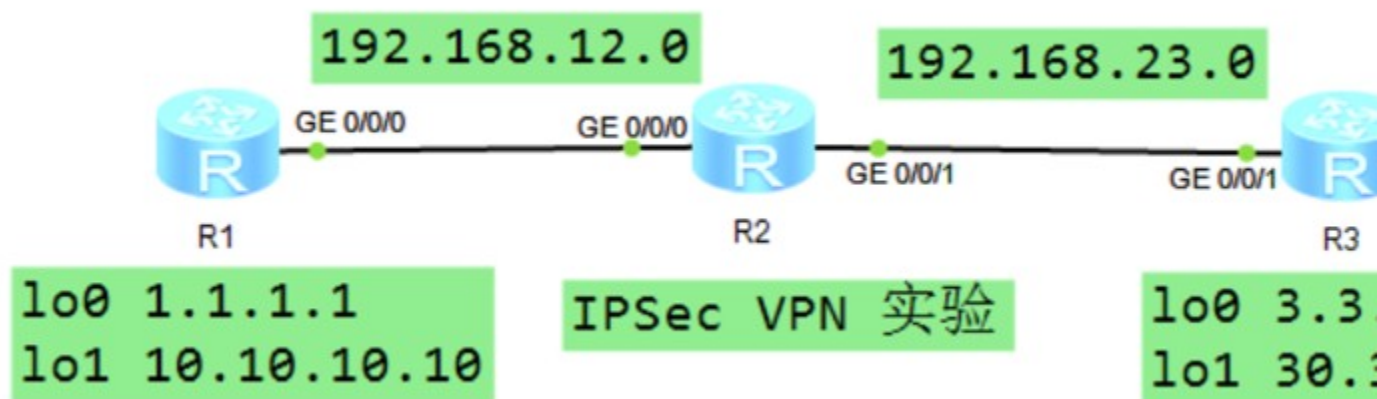 192.168.12.0
192.168.23.0
GE 0/0/0
GE 0/0/0
GE 0/0/1
GE 0/0/1
R
R
R
R1
R2
R3
lo0 1.1.1.1
lo1 10.10.10.10
IPSec VPN 实验
lo0 3.3.
lo1 30.